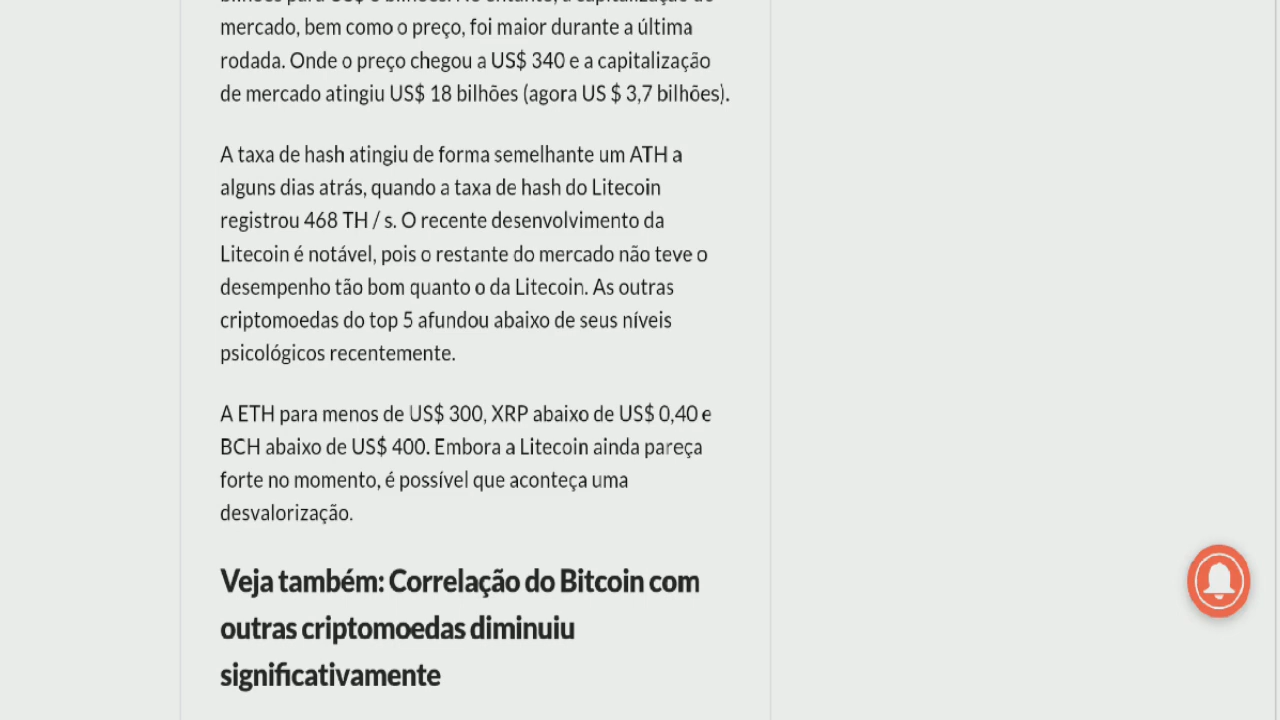 mercado, bem como o preço, foi maior durante a última
rodada. Onde o preço chegou a US$ 340 e a capitalização
de mercado atingiu US$ 18 bilhões (agora US $ 3,7 bilhões).
A taxa de hash atingiu de forma semelhante um ATH a
alguns dias atrás, quando a taxa de hash do Litecoin
registrou 468 TH / s. O recente desenvolvimento da
Litecoin é notável, pois o restante do mercado não teve o
desempenho tão bom quanto o da Litecoin. As outras
criptomoedas do top 5 afundou abaixo de seus níveis
psicológicos recentemente.
A ETH para menos de US$ 300, XRP abaixo de US$ 0,40 e
BCH abaixo de US$ 400. Embora a Litecoin ainda pareça
forte no momento, é possível que aconteça uma
desvalorização.
Veja também: Correlação do Bitcoin com
outras criptomoedas diminuiu
significativamente